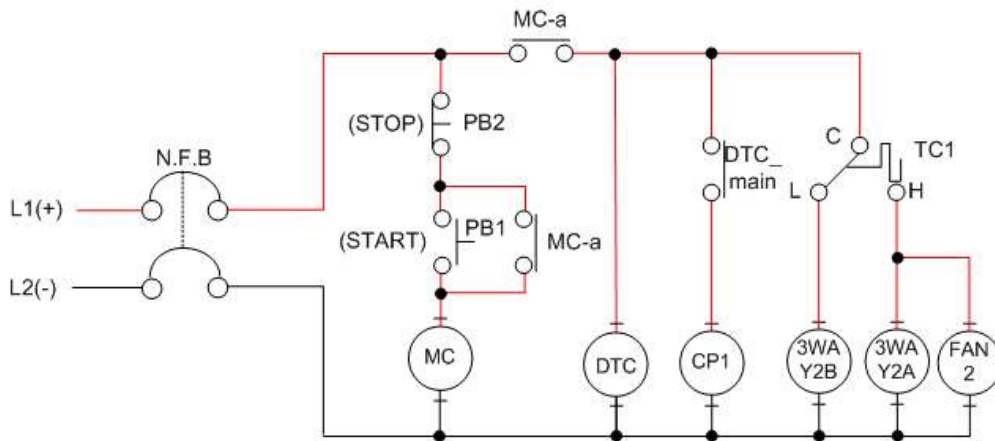 MC-a
(STOP)
PB2
N.F.B
C
TC1
DTC_
main
L1(+)
L
H
(START)
PB1
MC-a
L2(-)
MC
DTC
CP1
3WA
Y2B
3WA
Y2A
FAN
2